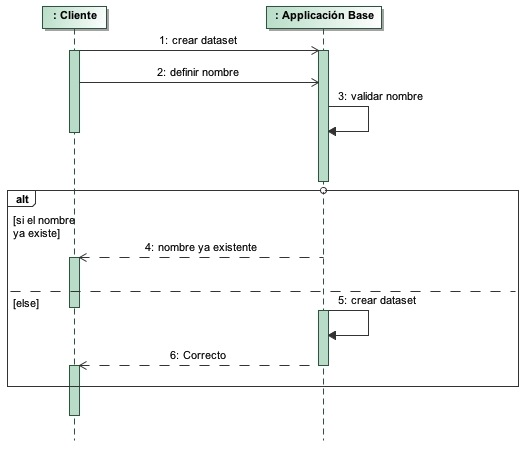 : Cliente
: Aplicación Base
1: crear dataset
2: definir nombre
3: validar nombre
alt
[si el nombre
ya existe]
4: nombre ya existente
[else]
5: crear dataset
6: Correcto